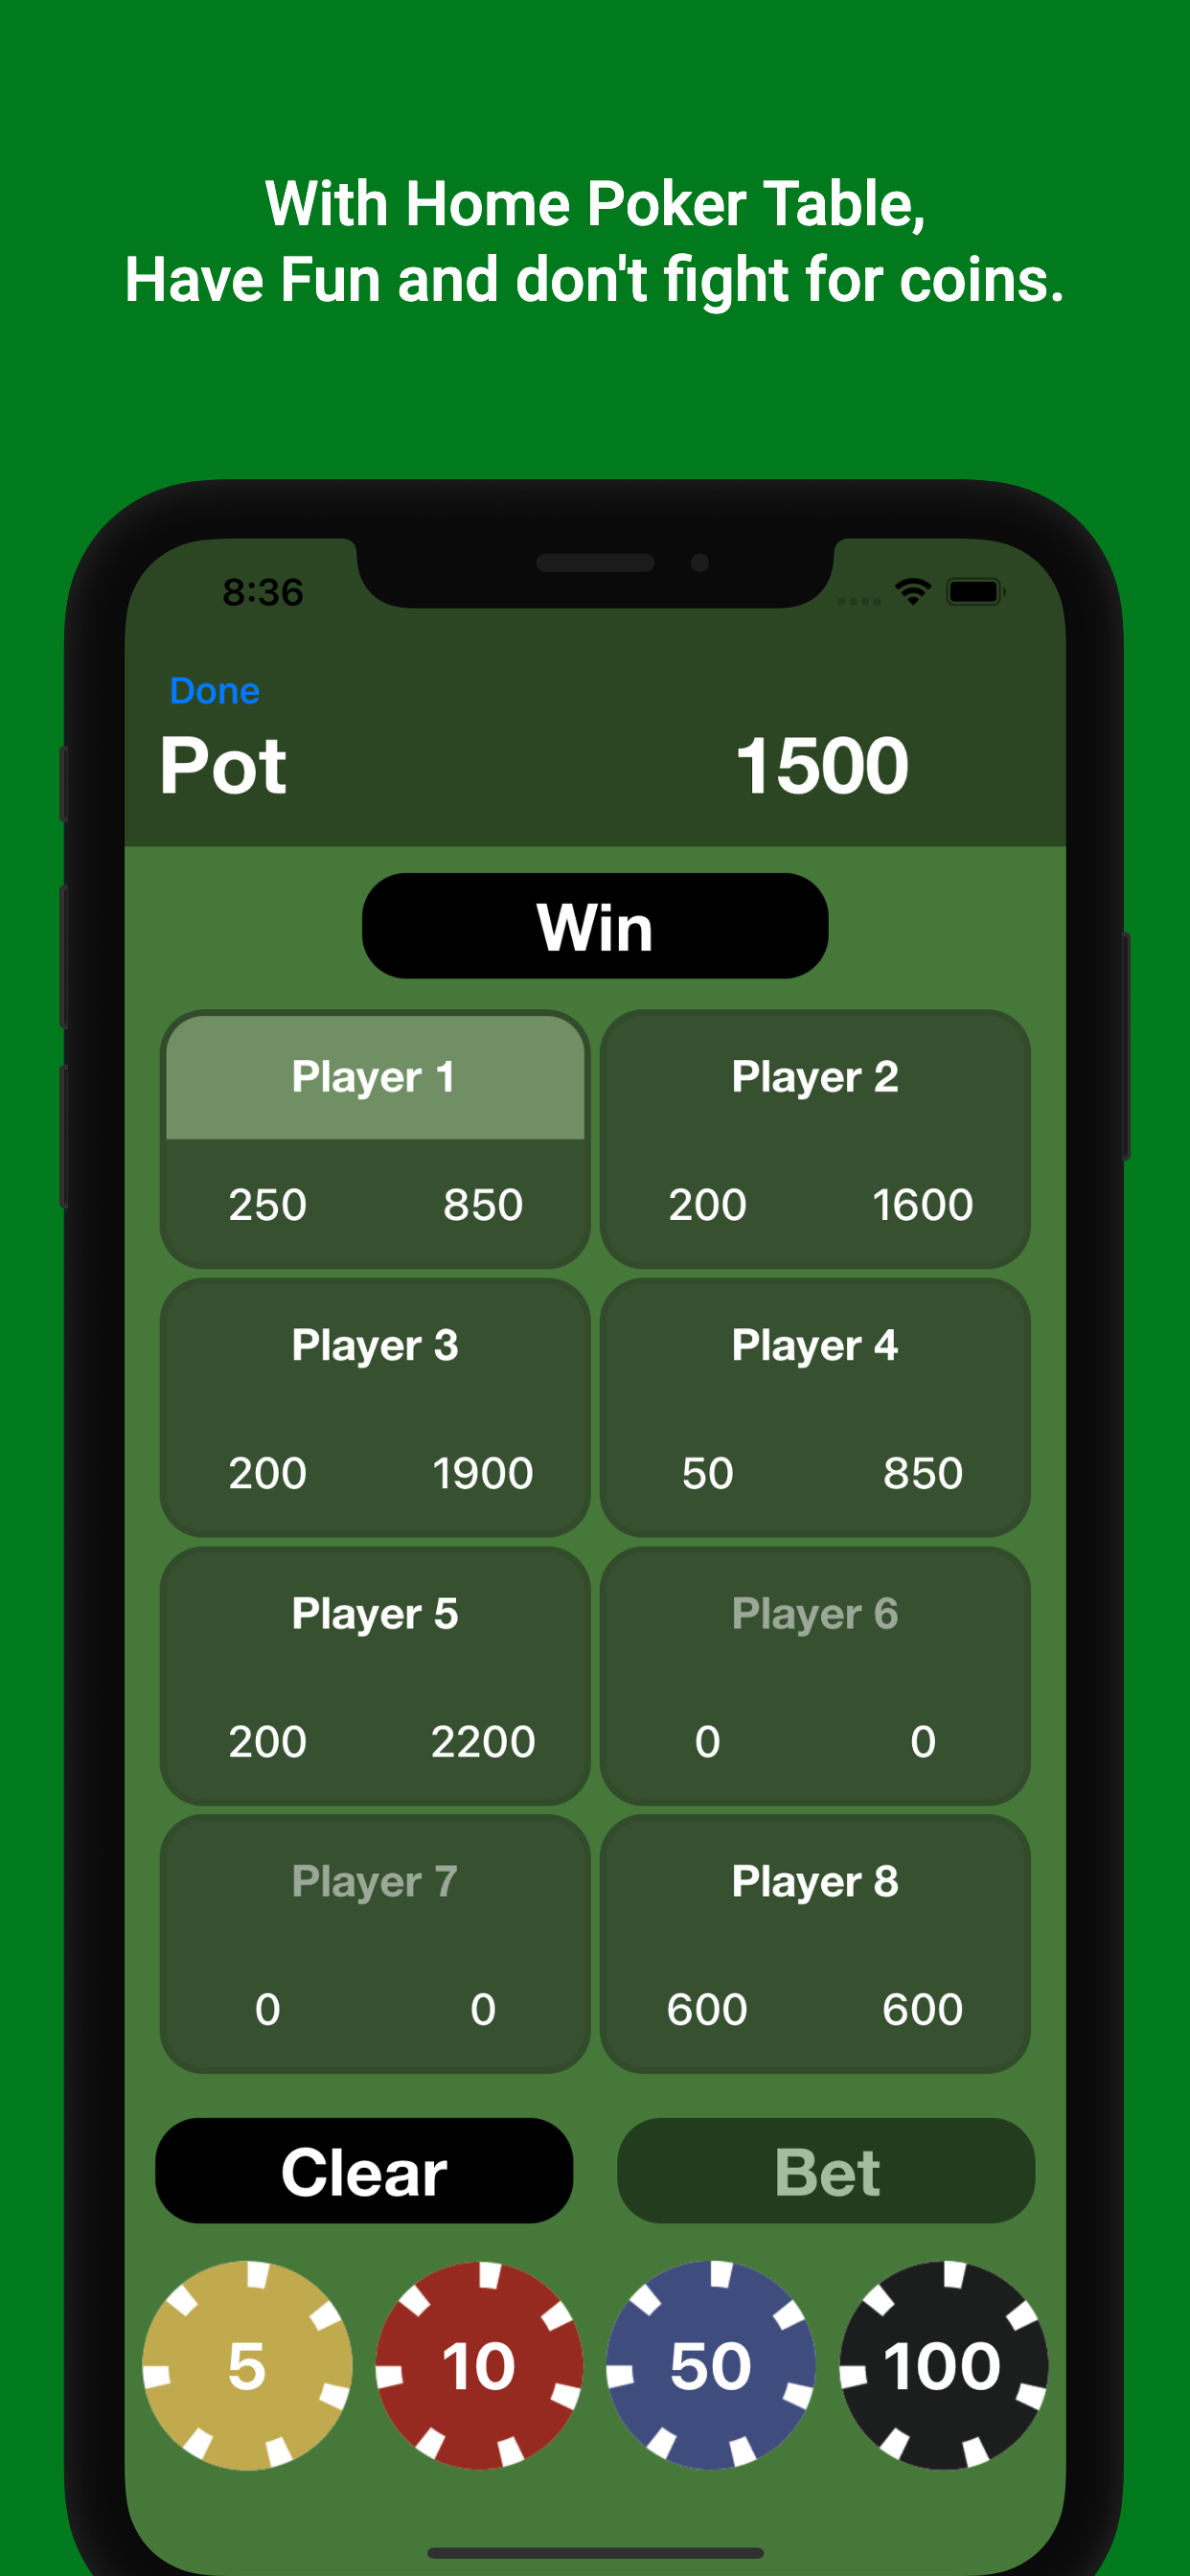 With Home Poker Table,
Have Fun and don't fight for coins.
8:36
Done
Pot 1500
Win
Player 1 Player 2
250 850 200 1600
Player 3 Player 4
200 1900 50 850
Player 5 Player 6
200 2200 0 0
Player 7 Player 8
0 0 600 600
Clear Bet
5 10 50 100